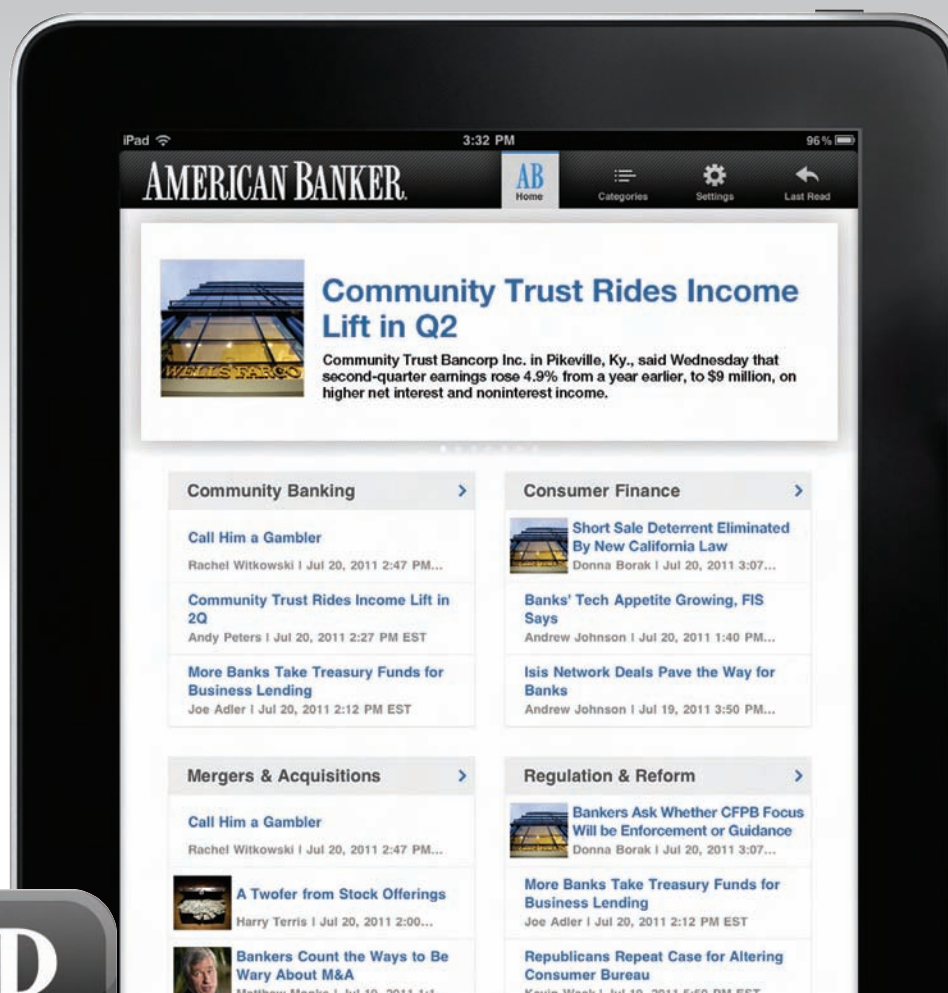 iPad 3:32 PM 96%
AMERICAN BANKER.
AB
Home
Categories
Settings
Last Read
WELLS FARGO
Community Trust Rides Income
Lift in Q2
Community Trust Bancorp Inc. in Pikeville, Ky., said Wednesday that
second-quarter earnings rose 4.9% from a year earlier, to $9 million, on
higher net interest and noninterest income.
Community Banking
Call Him a Gambler
Rachel Witkowski | Jul 20, 2011 2:47 PM...
Community Trust Rides Income Lift in
2Q
Andy Peters | Jul 20, 2011 2:27 PM EST
More Banks Take Treasury Funds for
Business Lending
Joe Adler | Jul 20, 2011 2:12 PM EST
Consumer Finance
Short Sale Deterrent Eliminated
By New California Law
Donna Borak | Jul 20, 2011 3:07...
Banks' Tech Appetite Growing, FIS
Says
Andrew Johnson | Jul 20, 2011 1:40 PM...
Isis Network Deals Pave the Way for
Banks
Andrew Johnson | Jul 19, 2011 3:50 PM...
Mergers & Acquisitions
Call Him a Gambler
Rachel Witkowski | Jul 20, 2011 2:47 PM...
A Twofer from Stock Offerings
Harry Terris | Jul 20, 2011 2:00...
Bankers Count the Ways to Be
Wary About M&A
Regulation & Reform
Bankers Ask Whether CFPB Focus
Will be Enforcement or Guidance
Donna Borak | Jul 20, 2011 3:07...
More Banks Take Treasury Funds for
Business Lending
Joe Adler | Jul 20, 2011 2:12 PM EST
Republicans Repeat Case for Altering
Consumer Bureau